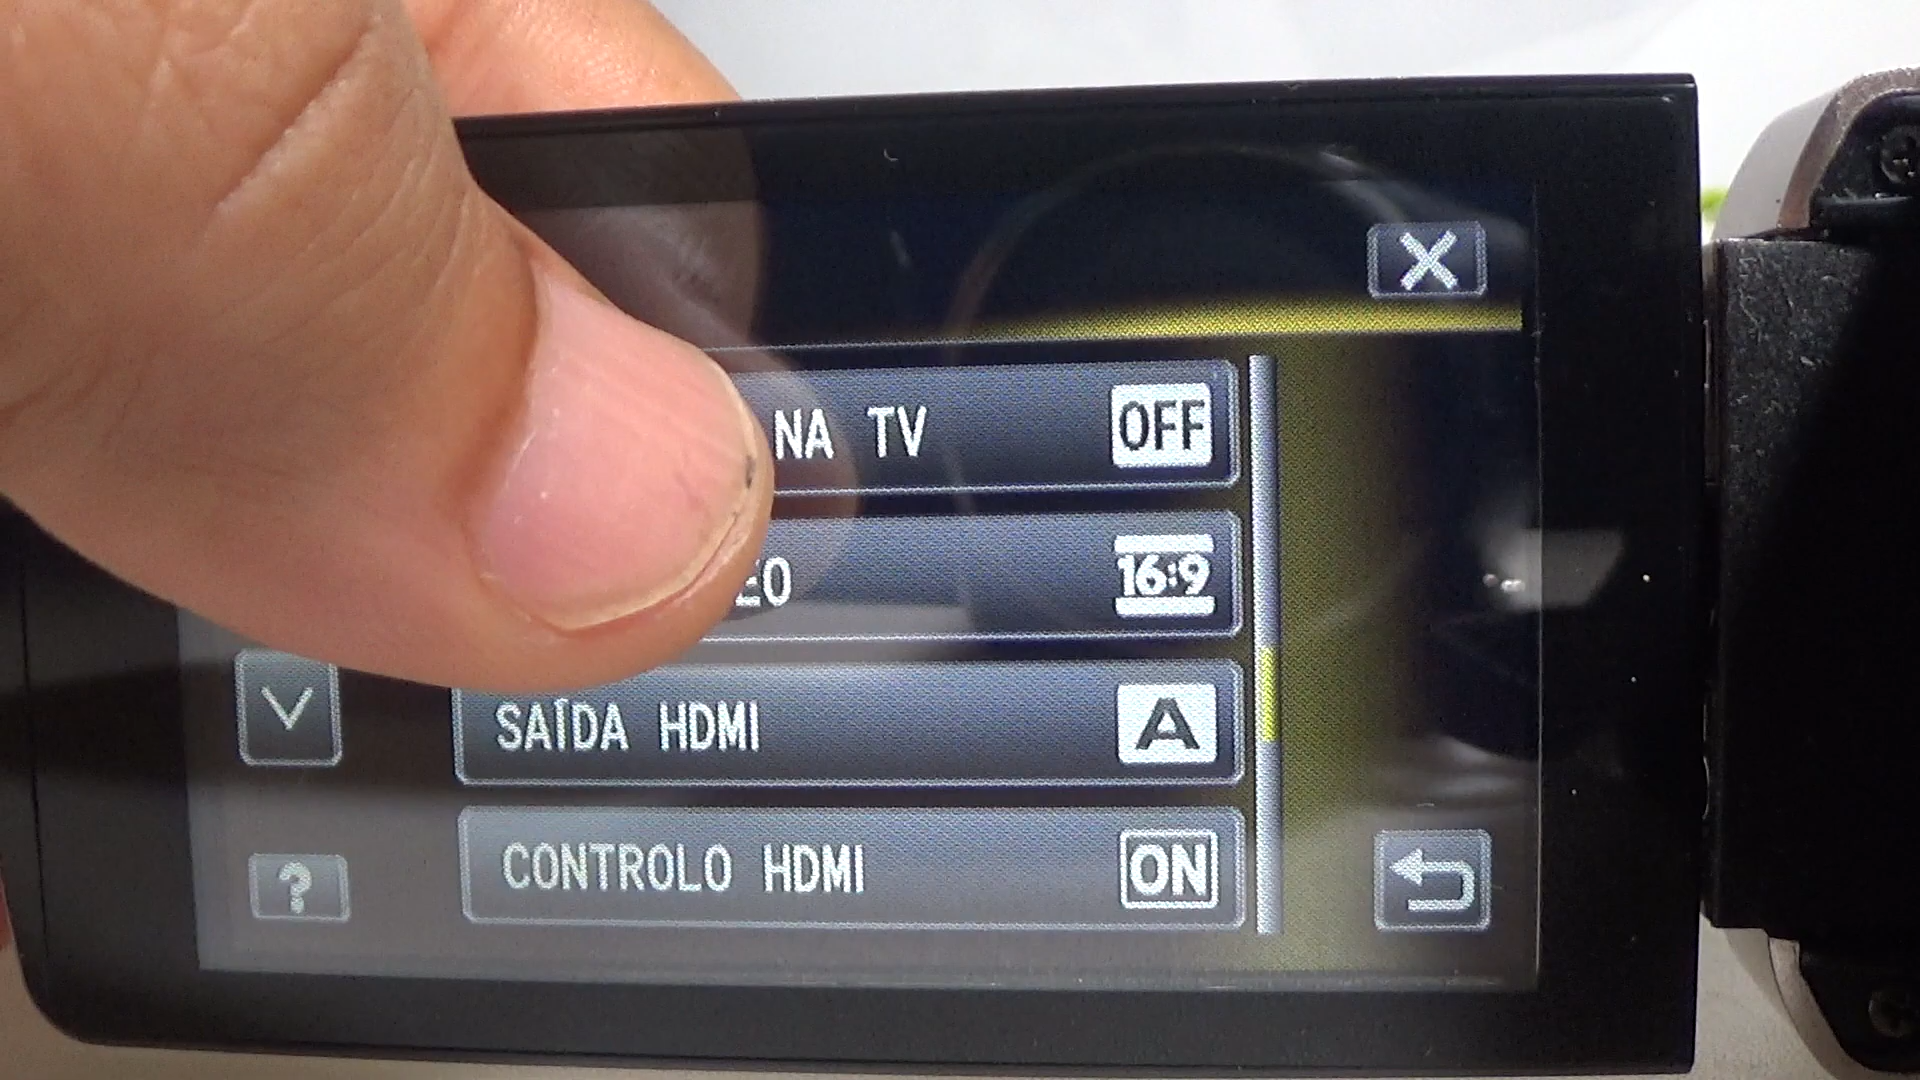 X
NA TV OFF
16:9
SAÍDA HDMI A
CONTROLO HDMI ON
?